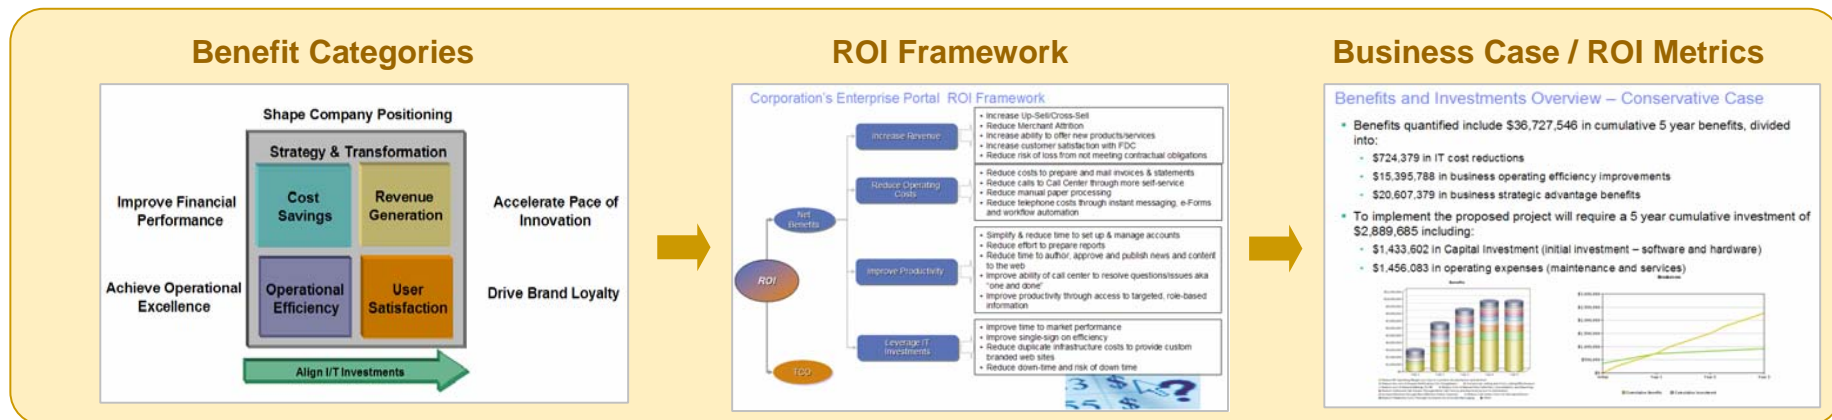 Benefit Categories
ROI Framework
Business Case / ROI Metrics
Shape Company Positioning
Strategy & Transformation
Cost
Savings
Revenue
Generation
Operational
Efficiency
User
Satisfaction
Improve Financial
Performance
Achieve Operational
Excellence
Accelerate Pace of
Innovation
Drive Brand Loyalty
Align I/T Investments
Corporation's Enterprise Portal ROI Framework
ROI
Net
Benefits
TCO
Increase Revenue
• Increase Up-Sell/Cross-Sell
• Reduce Merchant Attrition
• Increase ability to offer new products/services
• Increase customer satisfaction with FDC
• Reduce risk of loss from not meeting contractual obligations
Reduce Operating
Costs
• Reduce costs to prepare and mail invoices & statements
• Reduce calls to Call Center through more self-service
• Reduce manual paper processing
• Reduce telephone costs through instant messaging, e-Forms
and workflow automation
Improve Productivity
• Simplify & reduce time to set up & manage accounts
• Reduce effort to prepare reports
• Reduce time to author, approve and publish news and content
to the web
• Improve ability of call center to resolve questions/issues aka
"one and done"
• Improve productivity through access to targeted, role-based
information
Leverage IT
Investments
• Improve time to market performance
• Improve single-sign on efficiency
• Reduce duplicate infrastructure costs to provide custom
branded web sites
• Reduce down-time and risk of down time
Benefits and Investments Overview – Conservative Case
• Benefits quantified include $36,727,546 in cumulative 5 year benefits, divided
into:
• $724,379 in IT cost reductions
• $15,395,788 in business operating efficiency improvements
• $20,607,379 in business strategic advantage benefits
• To implement the proposed project will require a 5 year cumulative investment of
$2,889,685 including:
• $1,433,602 in Capital Investment (initial investment – software and hardware)
• $1,456,083 in operating expenses (maintenance and services)
Benefits
Breakeven
Cumulative Benefits
Cumulative Investment